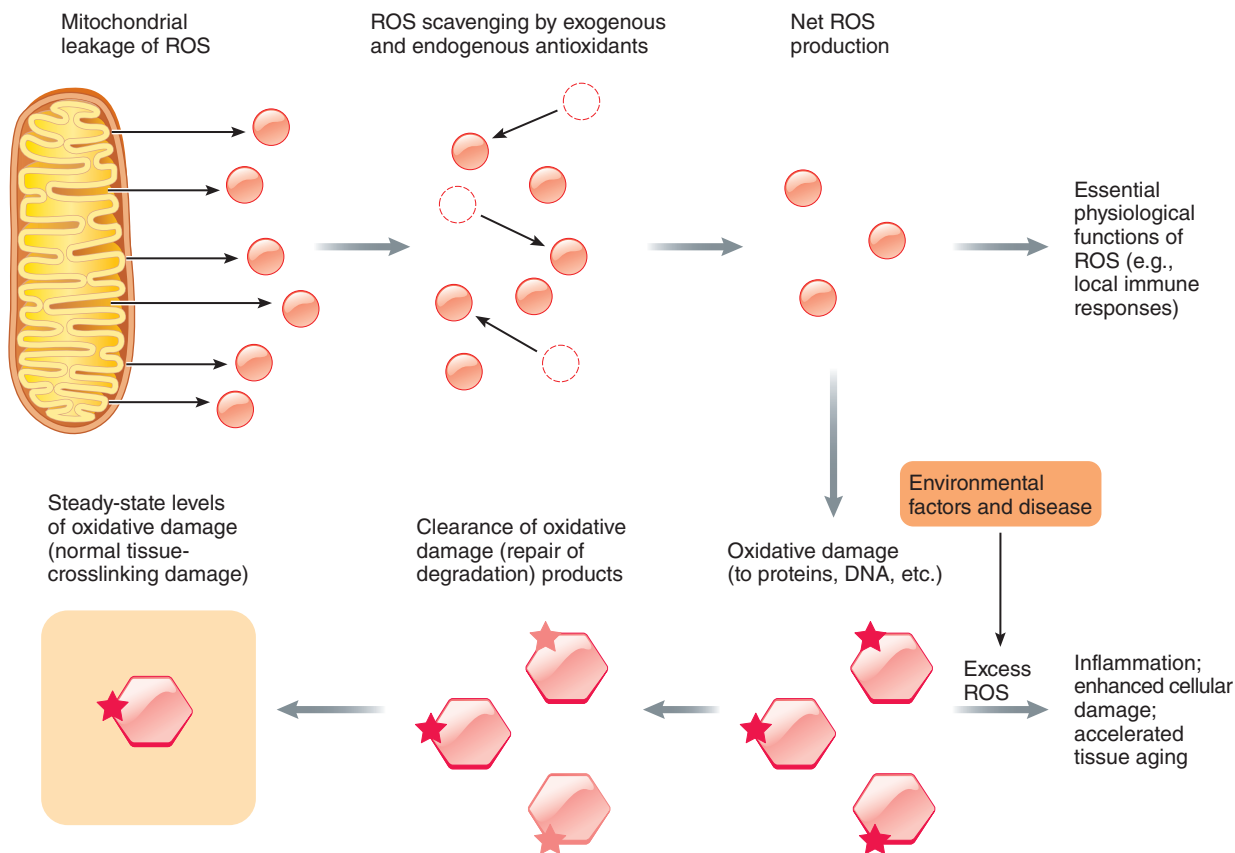 Mitochondrial
leakage of ROS
ROS scavenging by exogenous
and endogenous antioxidants
Net ROS
production
Essential
physiological
functions of
ROS (e.g.,
local immune
responses)
Steady-state levels
of oxidative damage
(normal tissue-
crosslinking damage)
Clearance of oxidative
damage (repair of
degradation) products
Oxidative damage
(to proteins, DNA, etc.)
Environmental
factors and disease
Excess
ROS
Inflammation;
enhanced cellular
damage;
accelerated
tissue aging